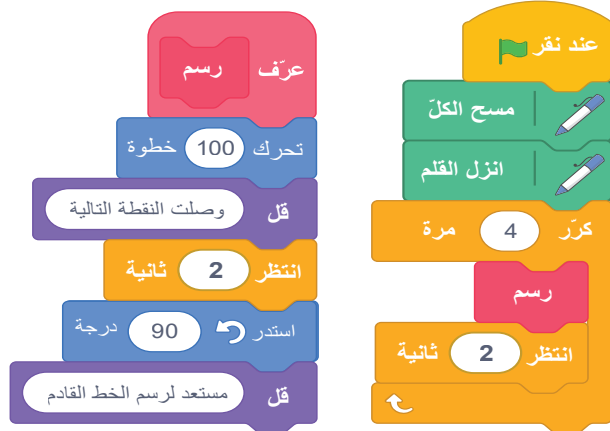 عند نقر
مسح الكلّ
انزل القلم
كرّر 4 مرة
رسم
انتظر 2 ثانية
عرّف رسم
تحرك 100 خطوة
قل وصلت النقطة التالية
انتظر 2 ثانية
استدر 90 درجة
قل مستعد لرسم الخط القادم